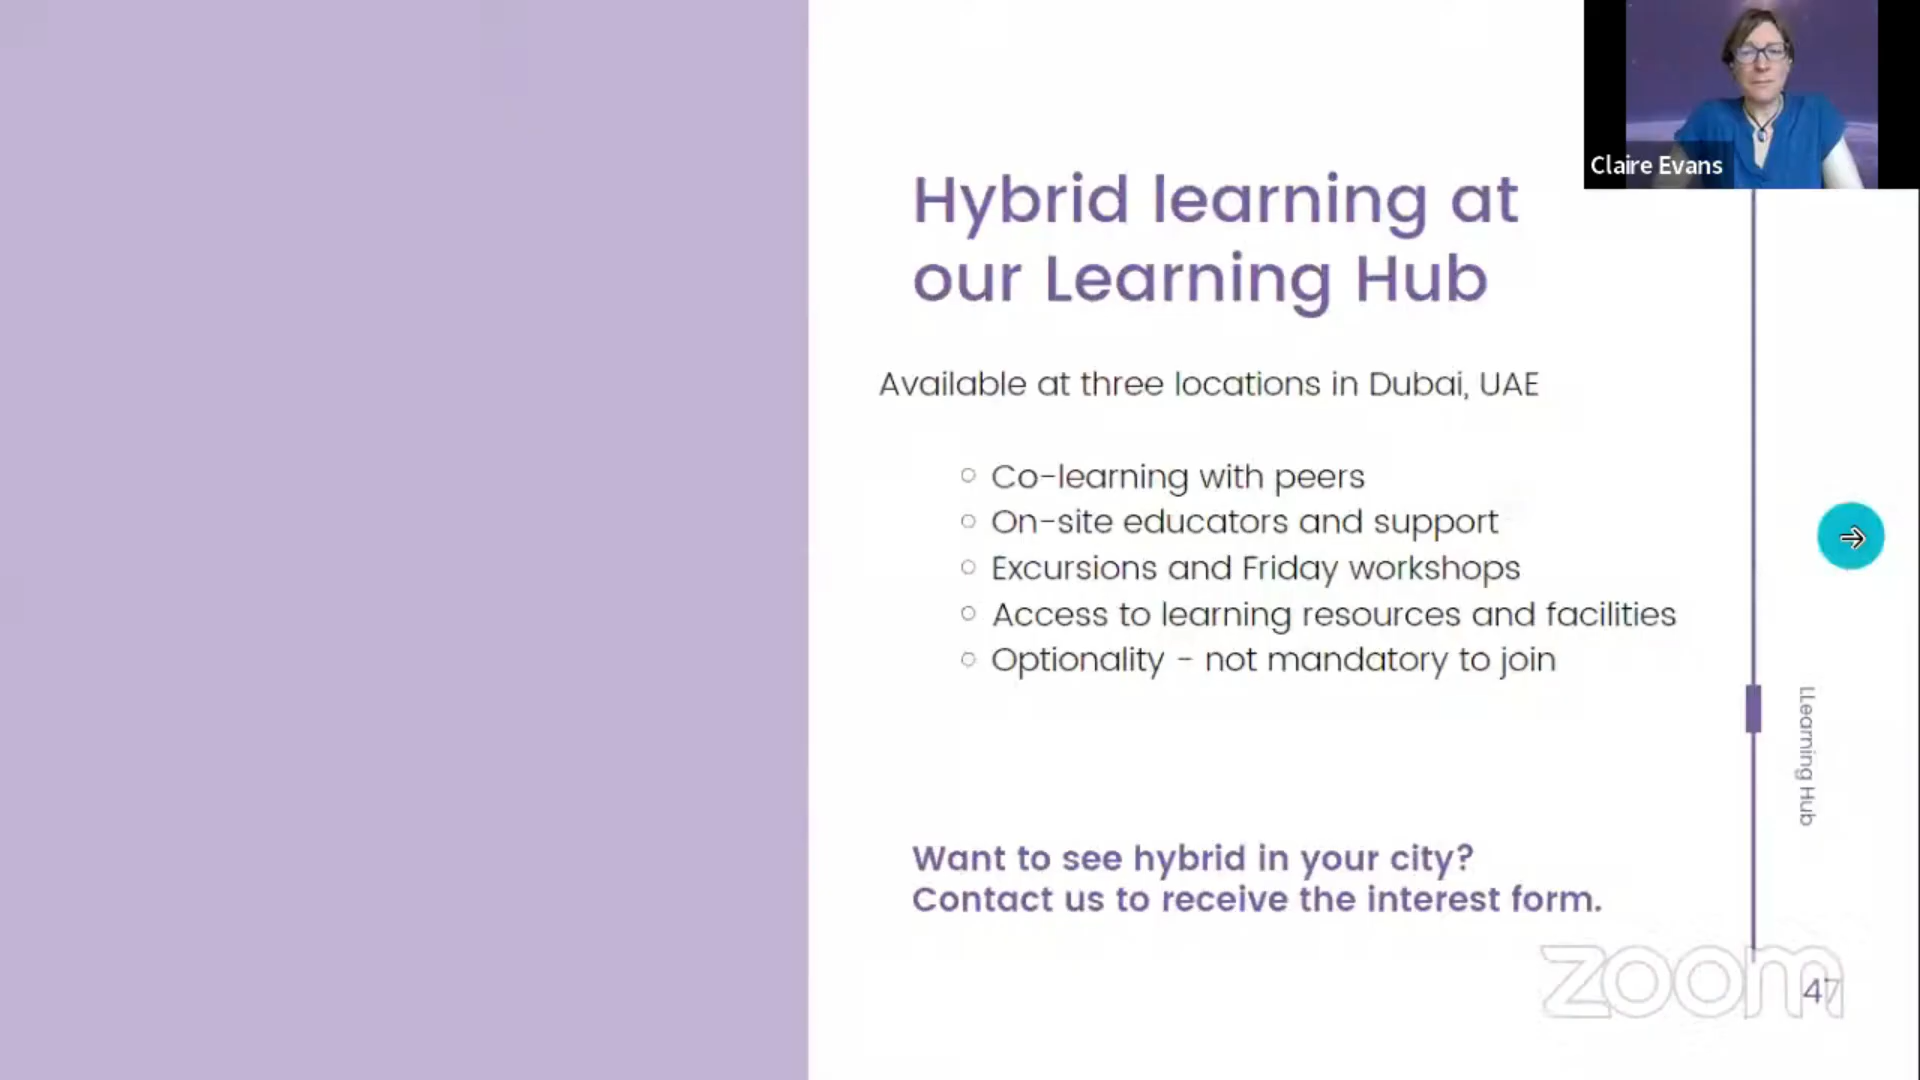 Claire Evans
Hybrid learning at
our Learning Hub
Available at three locations in Dubai, UAE
Co-learning with peers
On-site educators and support
Excursions and Friday workshops
Access to learning resources and facilities
Optionality - not mandatory to join
LLearning Hub
Want to see hybrid in your city?
Contact us to receive the interest form.
zoom
47